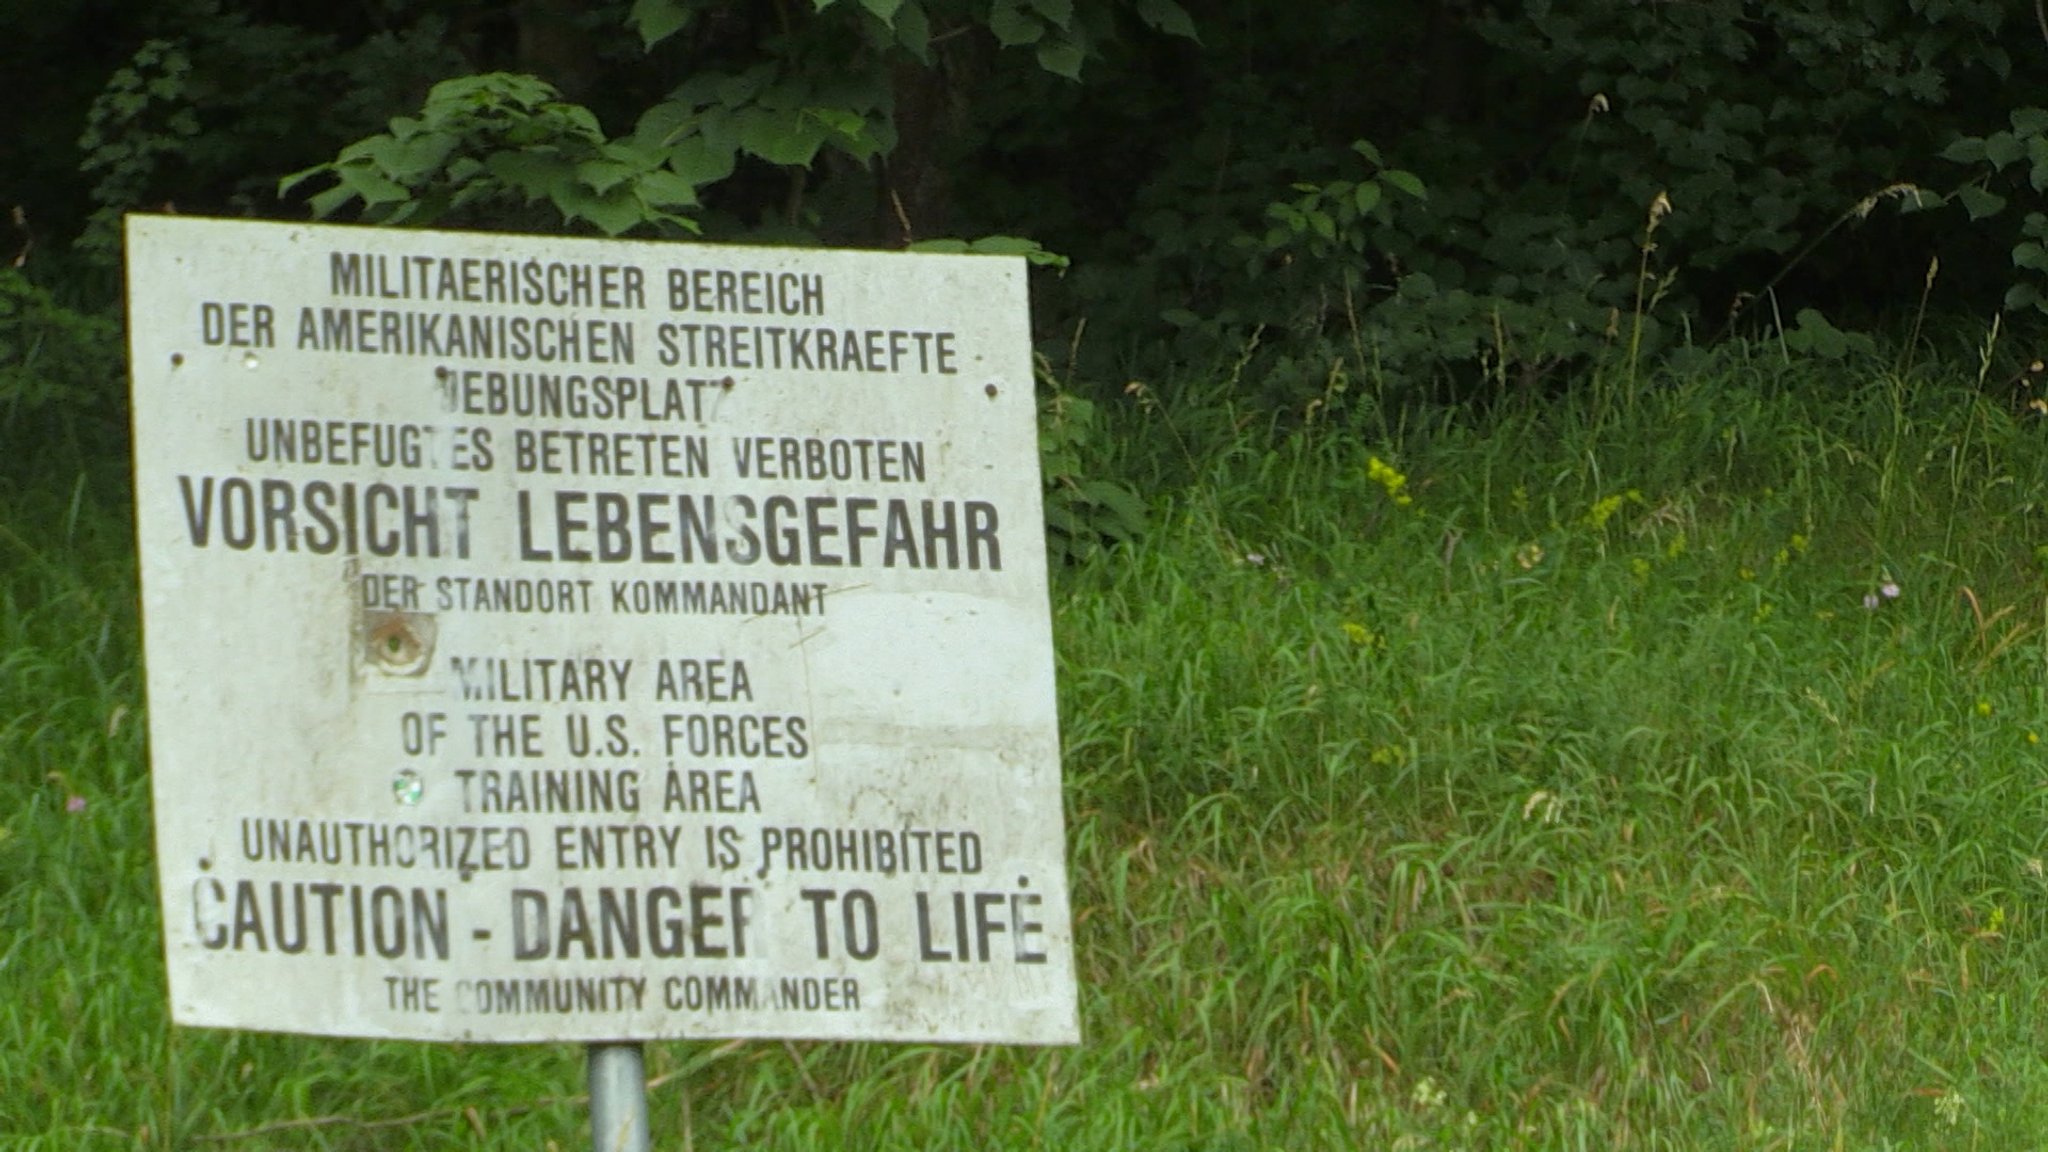 MILITAERISCHER BEREICH
DER AMERIKANISCHEN STREITKRAEFTE
UEBUNGSPLATZ
UNBEFUGTES BETRETEN VERBOTEN
VORSICHT LEBENSGEFAHR
DER STANDORT KOMMANDANT
MILITARY AREA
OF THE U.S. FORCES
TRAINING AREA
UNAUTHORIZED ENTRY IS PROHIBITED
CAUTION - DANGER TO LIFE
THE COMMUNITY COMMANDER